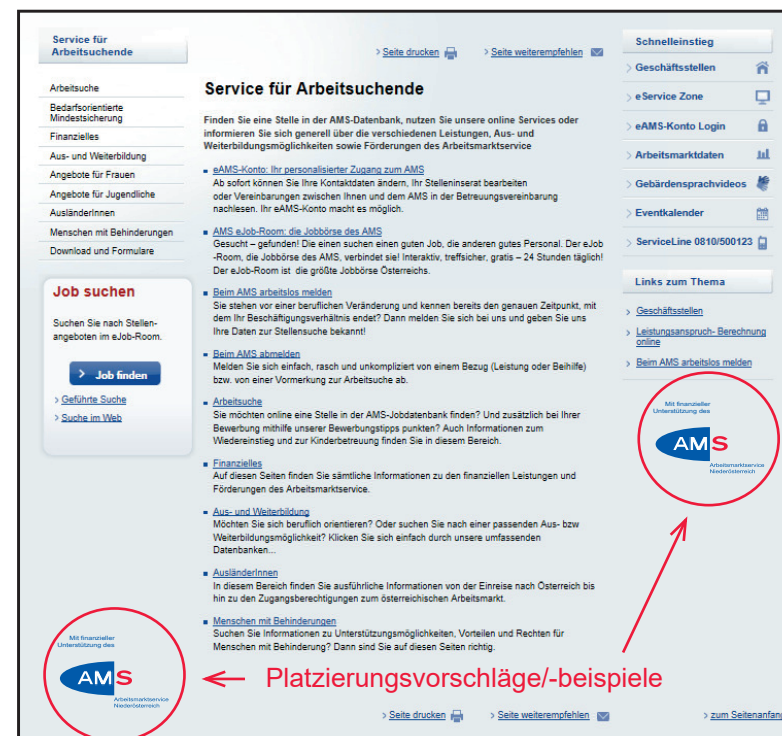 Service für
Arbeitsuchende
> Seite drucken
> Seite weiterempfehlen
Arbeitsuche
Bedarfsorientierte
Mindestsicherung
Finanzielles
Aus- und Weiterbildung
Angebote für Frauen
Angebote für Jugendliche
AusländerInnen
Menschen mit Behinderungen
Download und Formulare
Job suchen
Suchen Sie nach Stellen-
angeboten im eJob-Room.
> Job finden
> Geführte Suche
> Suche im Web
Service für Arbeitsuchende
Finden Sie eine Stelle in der AMS-Datenbank, nutzen Sie unsere online Services oder
informieren Sie sich generell über die verschiedenen Leistungen, Aus- und
Weiterbildungsmöglichkeiten sowie Förderungen des Arbeitsmarktservice
eAMS-Konto: Ihr personalisierter Zugang zum AMS
Ab sofort können Sie Ihre Kontaktdaten ändern, Ihr Stelleninserat bearbeiten
oder Vereinbarungen zwischen Ihnen und dem AMS in der Betreuungsvereinbarung
nachlesen. Ihr eAMS-Konto macht es möglich.
AMS eJob-Room: die Jobbörse des AMS
Gesucht – gefunden! Die einen suchen einen guten Job, die anderen gutes Personal. Der eJob
-Room, die Jobbörse des AMS, verbindet sie! Interaktiv, treffsicher, gratis – 24 Stunden täglich!
Der eJob-Room ist die größte Jobbörse Österreichs.
Beim AMS arbeitslos melden
Sie stehen vor einer beruflichen Veränderung und kennen bereits den genauen Zeitpunkt, mit
dem Ihr Beschäftigungsverhältnis endet? Dann melden Sie sich bei uns und geben Sie uns
Ihre Daten zur Stellensuche bekannt!
Beim AMS abmelden
Melden Sie sich einfach, rasch und unkompliziert von einem Bezug (Leistung oder Beihilfe)
bzw. von einer Vormerkung zur Arbeitsuche ab.
Arbeitsuche
Sie möchten online eine Stelle in der AMS-Jobdatenbank finden? Und zusätzlich bei Ihrer
Bewerbung mithilfe unserer Bewerbungstipps punkten? Auch Informationen zum
Wiedereinstieg und zur Kinderbetreuung finden Sie in diesem Bereich.
Finanzielles
Auf diesen Seiten finden Sie sämtliche Informationen zu den finanziellen Leistungen und
Förderungen des Arbeitsmarktservice.
Aus- und Weiterbildung
Möchten Sie sich beruflich orientieren? Oder suchen Sie nach einer passenden Aus- bzw
Weiterbildungsmöglichkeit? Klicken Sie sich einfach durch unsere umfassenden
Datenbanken...
AusländerInnen
In diesem Bereich finden Sie ausführliche Informationen von der Einreise nach Österreich bis
hin zu den Zugangsberechtigungen zum österreichischen Arbeitsmarkt.
Menschen mit Behinderungen
Suchen Sie Informationen zu Unterstützungsmöglichkeiten, Vorteilen und Rechten für
Menschen mit Behinderung? Dann sind Sie auf diesen Seiten richtig.
Schnelleinstieg
> Geschäftsstellen
> eService Zone
> eAMS-Konto Login
> Arbeitsmarktdaten
> Gebärdensprachvideos
> Eventkalender
> ServiceLine 0810/500123
Links zum Thema
> Geschäftsstellen
> Leistungsanspruch- Berechnung
online
> Beim AMS arbeitslos melden
Mit finanzieller
Unterstützung des
AMS
Arbeitsmarktservice
Niederösterreich
Mit finanzieller
Unterstützung des
AMS
Arbeitsmarktservice
Niederösterreich
Platzierungsvorschläge/-beispiele
> Seite drucken
> Seite weiterempfehlen
> zum Seitenanfang